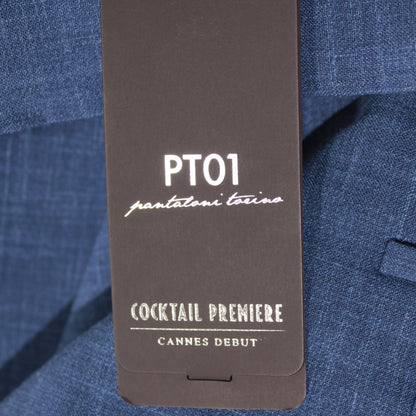 PT01
pantaloni torino
COCKTAIL PREMIERE
CANNES DEBUT